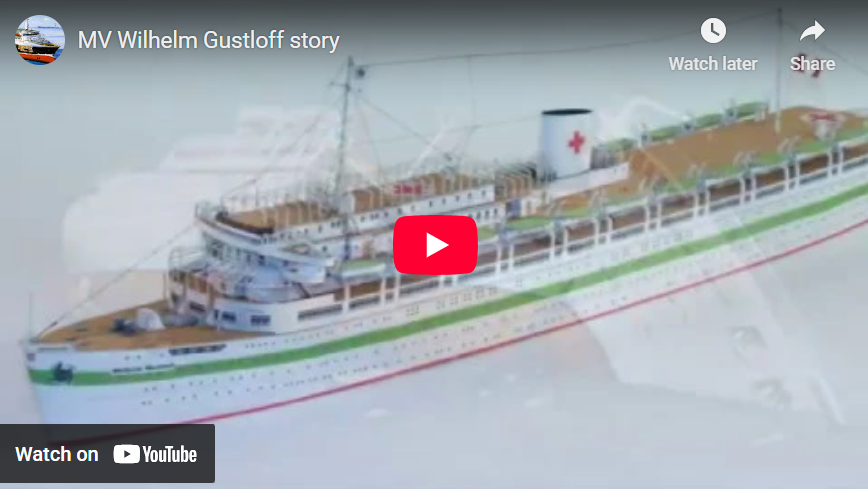 MV Wilhelm Gustloff story
Watch later
Share
Watch on YouTube